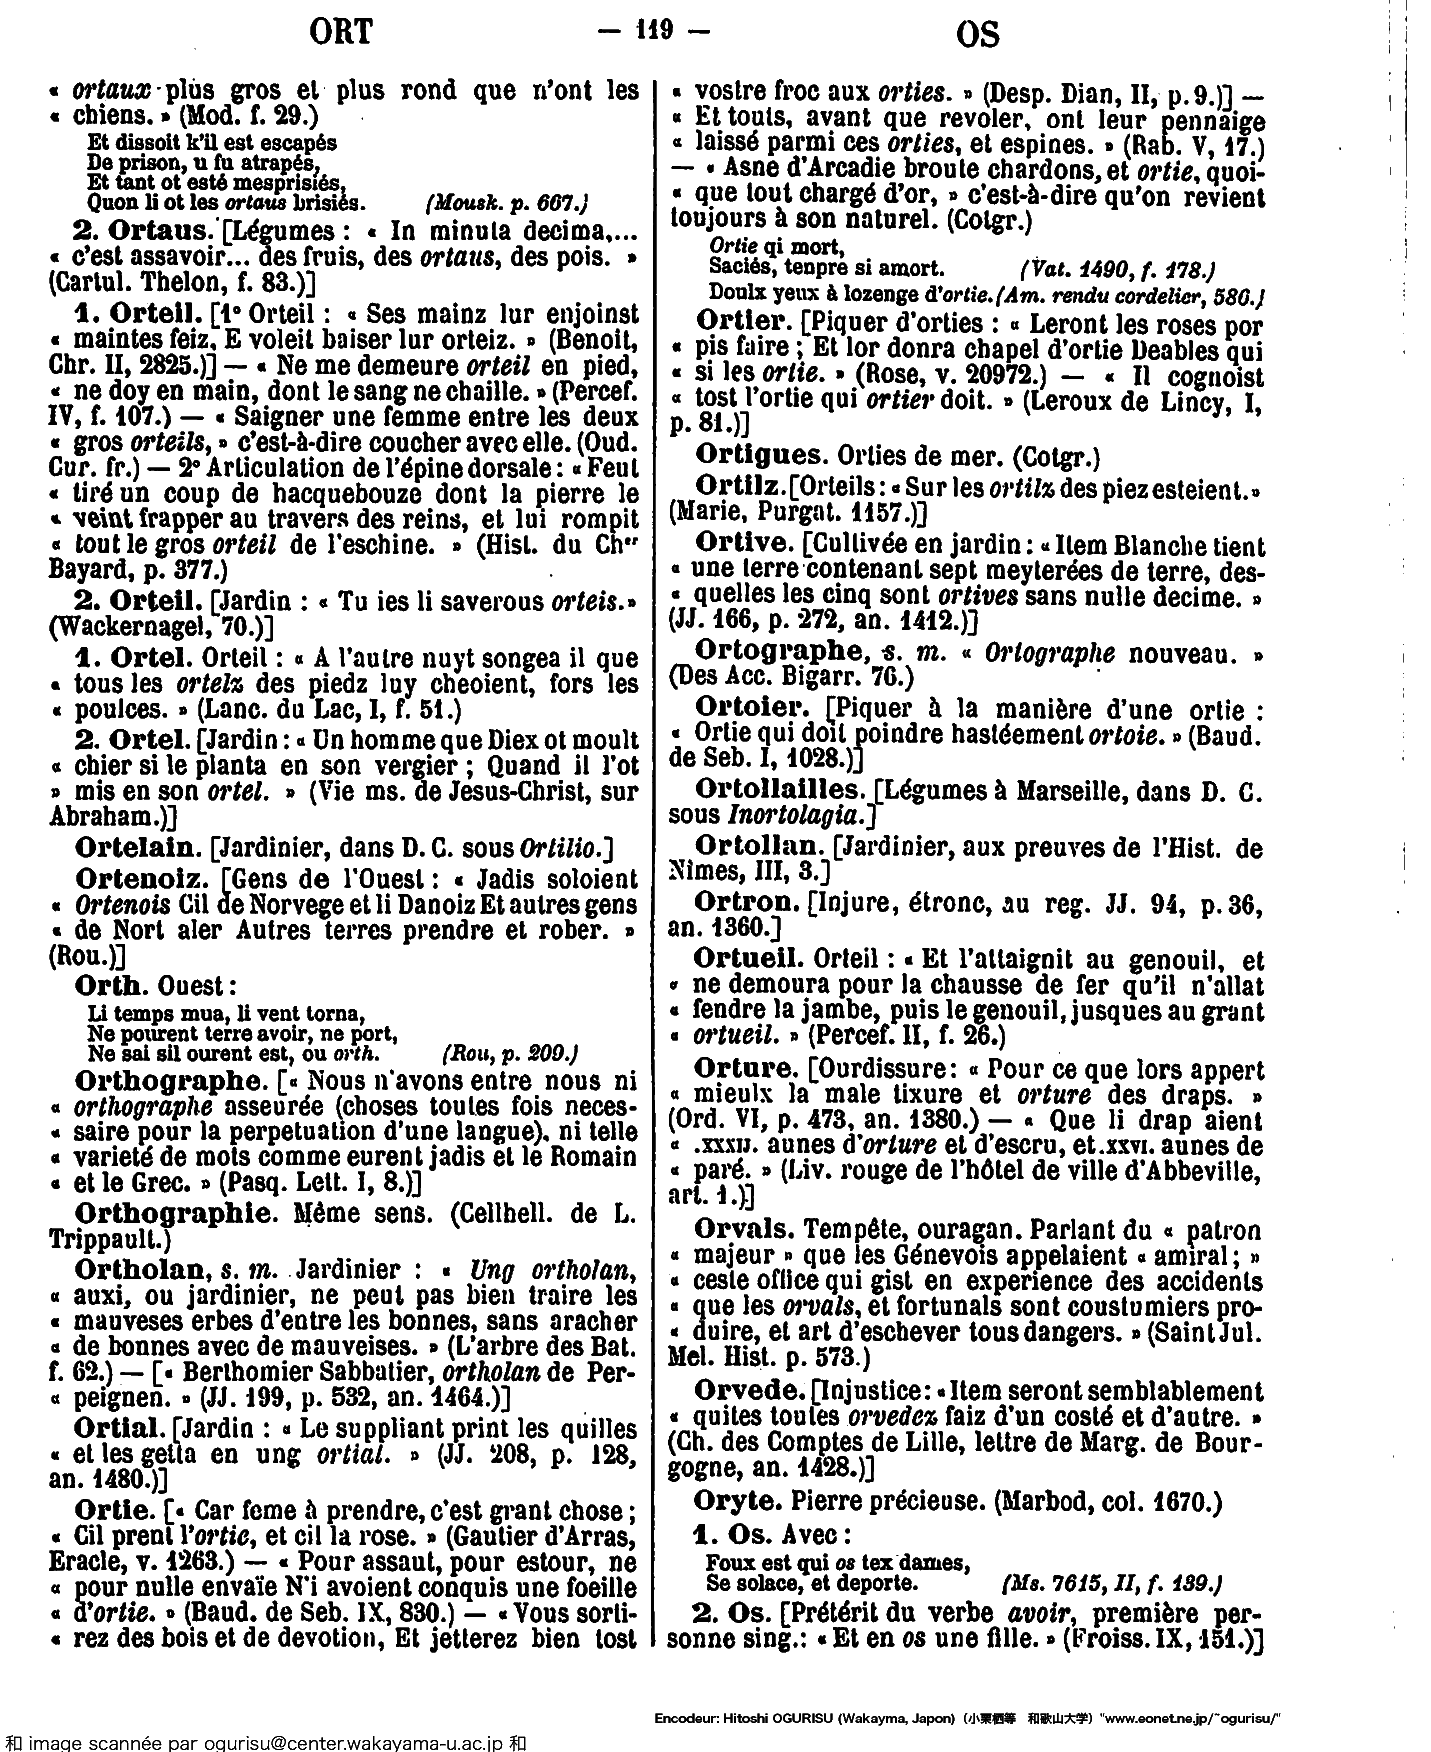 ORT
— 119 —
OS
« ortaux plus gros et plus rond que n'ont les
« chiens. » (Mod. f. 29.)
Et dissoit k'il est escapés
De prison, u fu atrapés,
Et tant ot esté mesprisiés,
Quon li ot les ortaus brisiés. (Mousk. p. 667.)
2. Ortaus. [Légumes : « In minuta decima,...
« c'est assavoir... des fruis, des ortaus, des pois. »
(Cartul. Thelon, f. 83.)]
1. Orteil. [1° Orteil : « Ses mainz lur enjoinst
« maintes feiz, E voleit baiser lur orteiz. » (Benoit,
Chr. II, 2825.)] — « Ne me demeure orteil en pied,
« ne doy en main, dont le sang ne chaille. » (Percef.
IV, f. 107.) — « Saigner une femme entre les deux
« gros orteils, » c'est-à-dire coucher avec elle. (Oud.
Cur. fr.) — 2° Articulation de l'épine dorsale : « Feut
« tiré un coup de hacquebouze dont la pierre le
« veint frapper au travers des reins, et lui rompit
« tout le gros orteil de l'eschine. » (Hist. du Cher
Bayard, p. 377.)
2. Orteil. [Jardin : « Tu ies li saverous orteis. »
(Wackernagel, 70.)]
1. Ortel. Orteil : « A l'autre nuyt songea il que
« tous les ortelz des piedz luy cheoient, fors les
« poulces. » (Lanc. du Lac, I, f. 51.)
2. Ortel. [Jardin : « Un homme que Diex ot moult
« chier si le planta en son vergier ; Quand il l'ot
» mis en son ortel. » (Vie ms. de Jesus-Christ, sur
Abraham.)]
Ortelain. [Jardinier, dans D. C. sous Ortilio.]
Ortenoiz. [Gens de l'Ouest : « Jadis soloient
« Ortenois Cil de Norvege et li Danoiz Et autres gens
« de Nort aler Autres terres prendre et rober. »
(Rou.)]
Orth. Ouest :
Li temps mua, li vent torna,
Ne pourent terre avoir, ne port,
Ne sai sil ourent est, ou orth. (Rou, p. 209.)
Orthographe. [« Nous n'avons entre nous ni
« orthographe asseurée (choses toutes fois neces-
« saire pour la perpetuation d'une langue), ni telle
« varieté de mots comme eurent jadis et le Romain
« et le Grec. » (Pasq. Lett. I, 8.)]
Orthographie. Même sens. (Cellhell. de L.
Trippault.)
Ortholan, s. m. Jardinier : « Ung ortholan,
« auxi, ou jardinier, ne peut pas bien traire les
« mauveses erbes d'entre les bonnes, sans aracher
« de bonnes avec de mauveises. » (L'arbre des Bat.
f. 62.) — [« Berthomier Sabbatier, ortholan de Per-
« peignen. » (JJ. 199, p. 532, an. 1464.)]
Ortial. [Jardin : « Le suppliant print les quilles
« et les getta en ung ortial. » (JJ. 208, p. 128,
an. 1480.)]
Ortie. [« Car feme à prendre, c'est grant chose ;
« Cil prent l'ortie, et cil la rose. » (Gautier d'Arras,
Eracle, v. 1263.) — « Pour assaut, pour estour, ne
« pour nulle envaïe N'i avoient conquis une foeille
« d'ortie. » (Baud. de Seb. IX, 830.) — « Vous sorti-
« rez des bois et de devotion, Et jetterez bien tost
« vostre froc aux orties. » (Desp. Dian, II, p. 9.)] —
« Et touts, avant que revoler, ont leur pennaige
« laissé parmi ces orties, et espines. » (Rab. V, 17.)
— « Asne d'Arcadie broute chardons, et ortie, quoi-
« que tout chargé d'or, » c'est-à-dire qu'on revient
toujours à son naturel. (Cotgr.)
Ortie qi mort,
Saciés, tenpre si amort. (Vat. 1490, f. 178.)
Doulx yeux à lozenge d'ortie. (Am. rendu cordelier, 580.)
Ortier. [Piquer d'orties : « Leront les roses por
« pis faire ; Et lor donra chapel d'ortie Deables qui
« si les ortie. » (Rose, v. 20972.) — « Il cognoist
« tost l'ortie qui ortier doit. » (Leroux de Lincy, I,
p. 81.)]
Ortigues. Orties de mer. (Cotgr.)
Ortilz. [Orteils : « Sur les ortilz des piez esteient. »
(Marie, Purgat. 1157.)]
Ortive. [Cultivée en jardin : « Item Blanche tient
« une terre contenant sept meyterées de terre, des-
« quelles les cinq sont ortives sans nulle decime. »
(JJ. 166, p. 272, an. 1412.)]
Ortographe, s. m. « Ortographe nouveau. »
(Des Acc. Bigarr. 76.)
Ortoier. [Piquer à la manière d'une ortie :
« Ortie qui doit poindre hastéement ortoie. » (Baud.
de Seb. I, 1028.)]
Ortollailles. [Légumes à Marseille, dans D. C.
sous Inortolagia.]
Ortollan. [Jardinier, aux preuves de l'Hist. de
Nîmes, III, 3.]
Ortron. [Injure, étronc, au reg. JJ. 94, p. 36,
an. 1360.]
Ortueil. Orteil : « Et l'attaignit au genouil, et
« ne demoura pour la chausse de fer qu'il n'allat
« fendre la jambe, puis le genouil, jusques au grant
« ortueil. » (Percef. II, f. 26.)
Orture. [Ourdissure : « Pour ce que lors appert
« mieulx la male tixure et orture des draps. »
(Ord. VI, p. 473, an. 1380.) — « Que li drap aient
« .XXXII. aunes d'orture et d'escru, et .XXVI. aunes de
« paré. » (Liv. rouge de l'hôtel de ville d'Abbeville,
art. 1.)]
Orvals. Tempête, ouragan. Parlant du « patron
« majeur » que les Génevois appelaient « amiral ; »
« ceste office qui gist en experience des accidents
« que les orvals, et fortunals sont coustumiers pro-
« duire, et art d'eschever tous dangers. » (Saint Jul.
Mel. Hist. p. 573.)
Orvede. [Injustice : « Item seront semblablement
« quites toutes orvedez faiz d'un costé et d'autre. »
(Ch. des Comptes de Lille, lettre de Marg. de Bour-
gogne, an. 1428.)]
Oryte. Pierre précieuse. (Marbod, col. 1670.)
1. Os. Avec :
Foux est qui os tex dames,
Se solace, et deporte. (Ms. 7615, II, f. 139.)
2. Os. [Prétérit du verbe avoir, première per-
sonne sing.: « Et en os une fille. » (Froiss. IX, 151.)]
Encodeur: Hitoshi OGURISU (Wakayma, Japon) (小栗栖等 和歌山大学) "www.eonet.ne.jp/~ogurisu/"
和 image scannée par ogurisu@center.wakayama-u.ac.jp 和